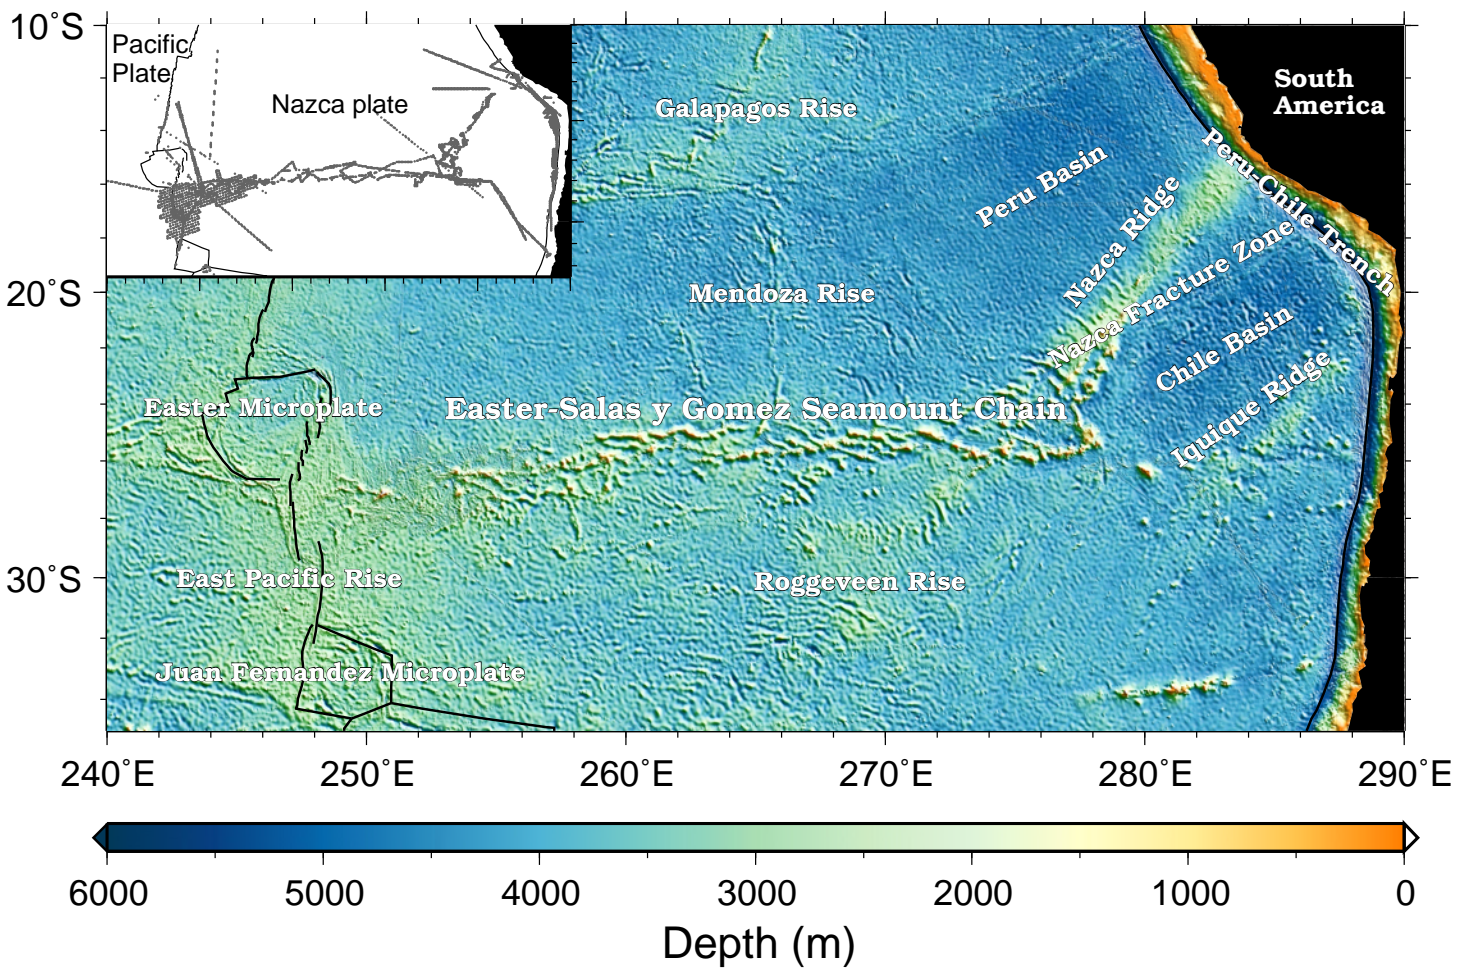 10°S
Pacific
Plate
Nazca plate
South
America
Galapagos Rise
Peru-Chile Trench
Peru Basin
Nazca Ridge
Nazca Fracture Zone
20°S
Mendoza Rise
Chile Basin
Iquique Ridge
Easter Microplate
Easter-Salas y Gomez Seamount Chain
30°S
East Pacific Rise
Roggeveen Rise
Juan Fernandez Microplate
240°E 250°E 260°E 270°E 280°E 290°E
6000 5000 4000 3000 2000 1000 0
Depth (m)